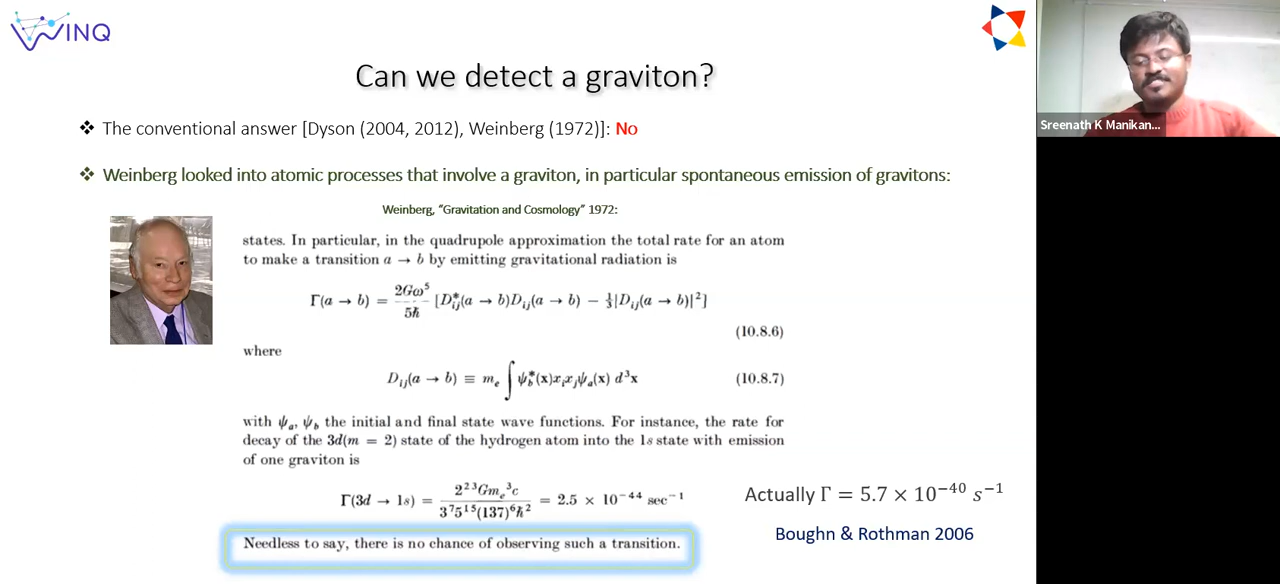 WINQ
Can we detect a graviton?
❖ The conventional answer [Dyson (2004, 2012), Weinberg (1972)]: No
❖ Weinberg looked into atomic processes that involve a graviton, in particular spontaneous emission of gravitons:
Weinberg, "Gravitation and Cosmology" 1972:
states. In particular, in the quadrupole approximation the total rate for an atom
to make a transition a → b by emitting gravitational radiation is
Γ(a → b) = 2Gω⁵/5ħ [D*ij(a → b)Dij(a → b) − ⅓|Dij(a → b)|²]
(10.8.6)
where
Dij(a → b) ≡ me ∫ ψb*(x)xixjψa(x) d³x (10.8.7)
with ψa, ψb the initial and final state wave functions. For instance, the rate for
decay of the 3d(m = 2) state of the hydrogen atom into the 1s state with emission
of one graviton is
Γ(3d → 1s) = 2²³Gme³c/3⁷5¹⁵(137)⁶ħ² = 2.5 × 10⁻⁴⁴ sec⁻¹
Needless to say, there is no chance of observing such a transition.
Actually Γ = 5.7 × 10⁻⁴⁰ s⁻¹
Boughn & Rothman 2006
Sreenath K Manikan...